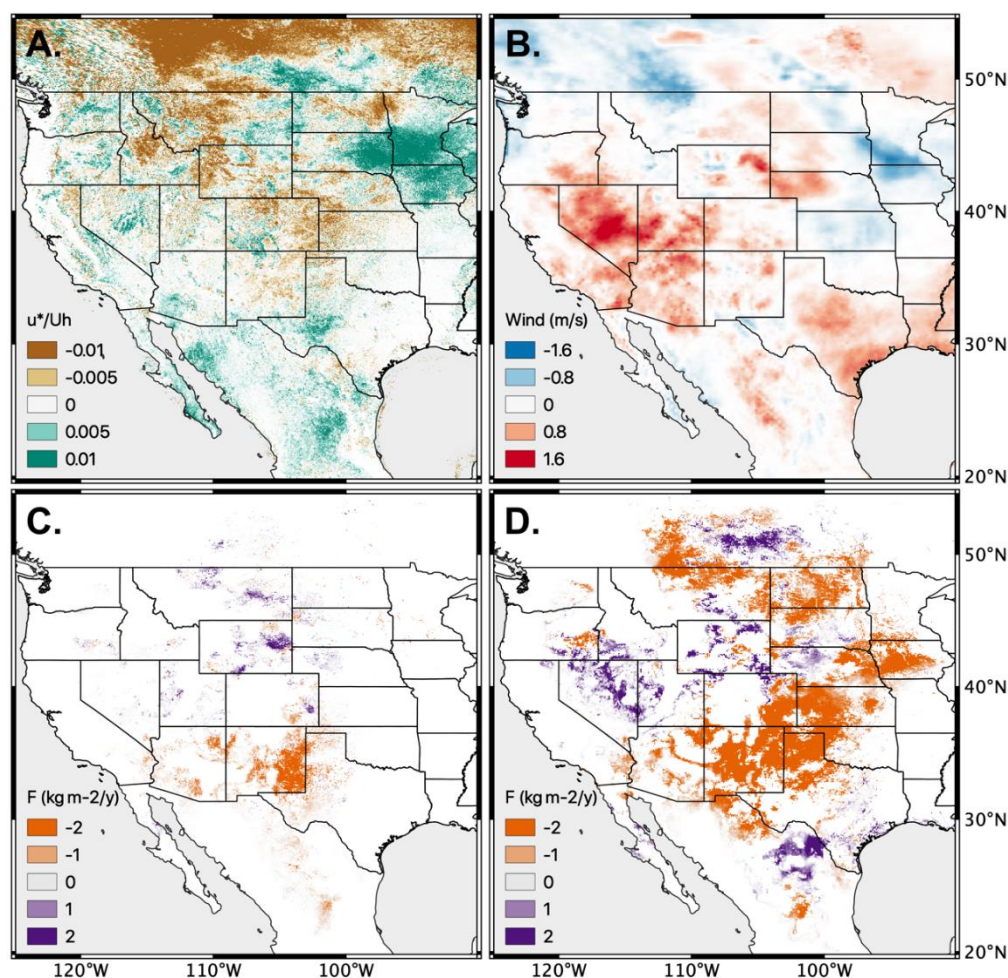 A.
B.
50°N
40°N
30°N
20°N
u*/Uh
-0.01
-0.005
0
0.005
0.01
Wind (m/s)
-1.6
-0.8
0
0.8
1.6
C.
D.
50°N
40°N
30°N
20°N
F (kg m-2/y)
-2
-1
0
1
2
F (kg m-2/y)
-2
-1
0
1
2
120°W
110°W
100°W
120°W
110°W
100°W